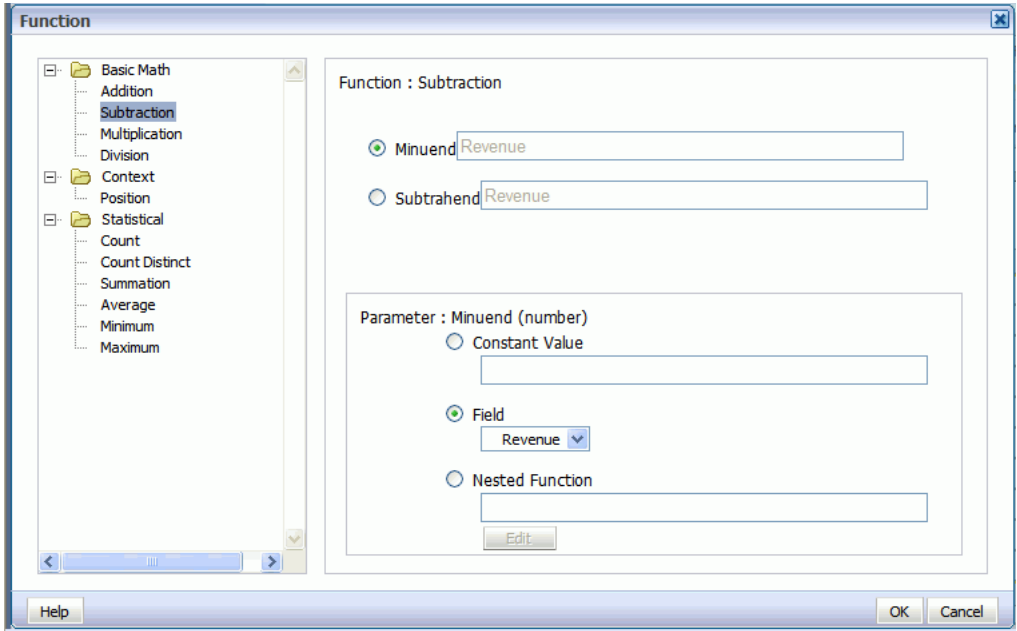 Function
Basic Math
Addition
Subtraction
Multiplication
Division
Context
Position
Statistical
Count
Count Distinct
Summation
Average
Minimum
Maximum
Function : Subtraction
Minuend Revenue
Subtrahend Revenue
Parameter : Minuend (number)
Constant Value
Field
Revenue
Nested Function
Edit
Help OK Cancel